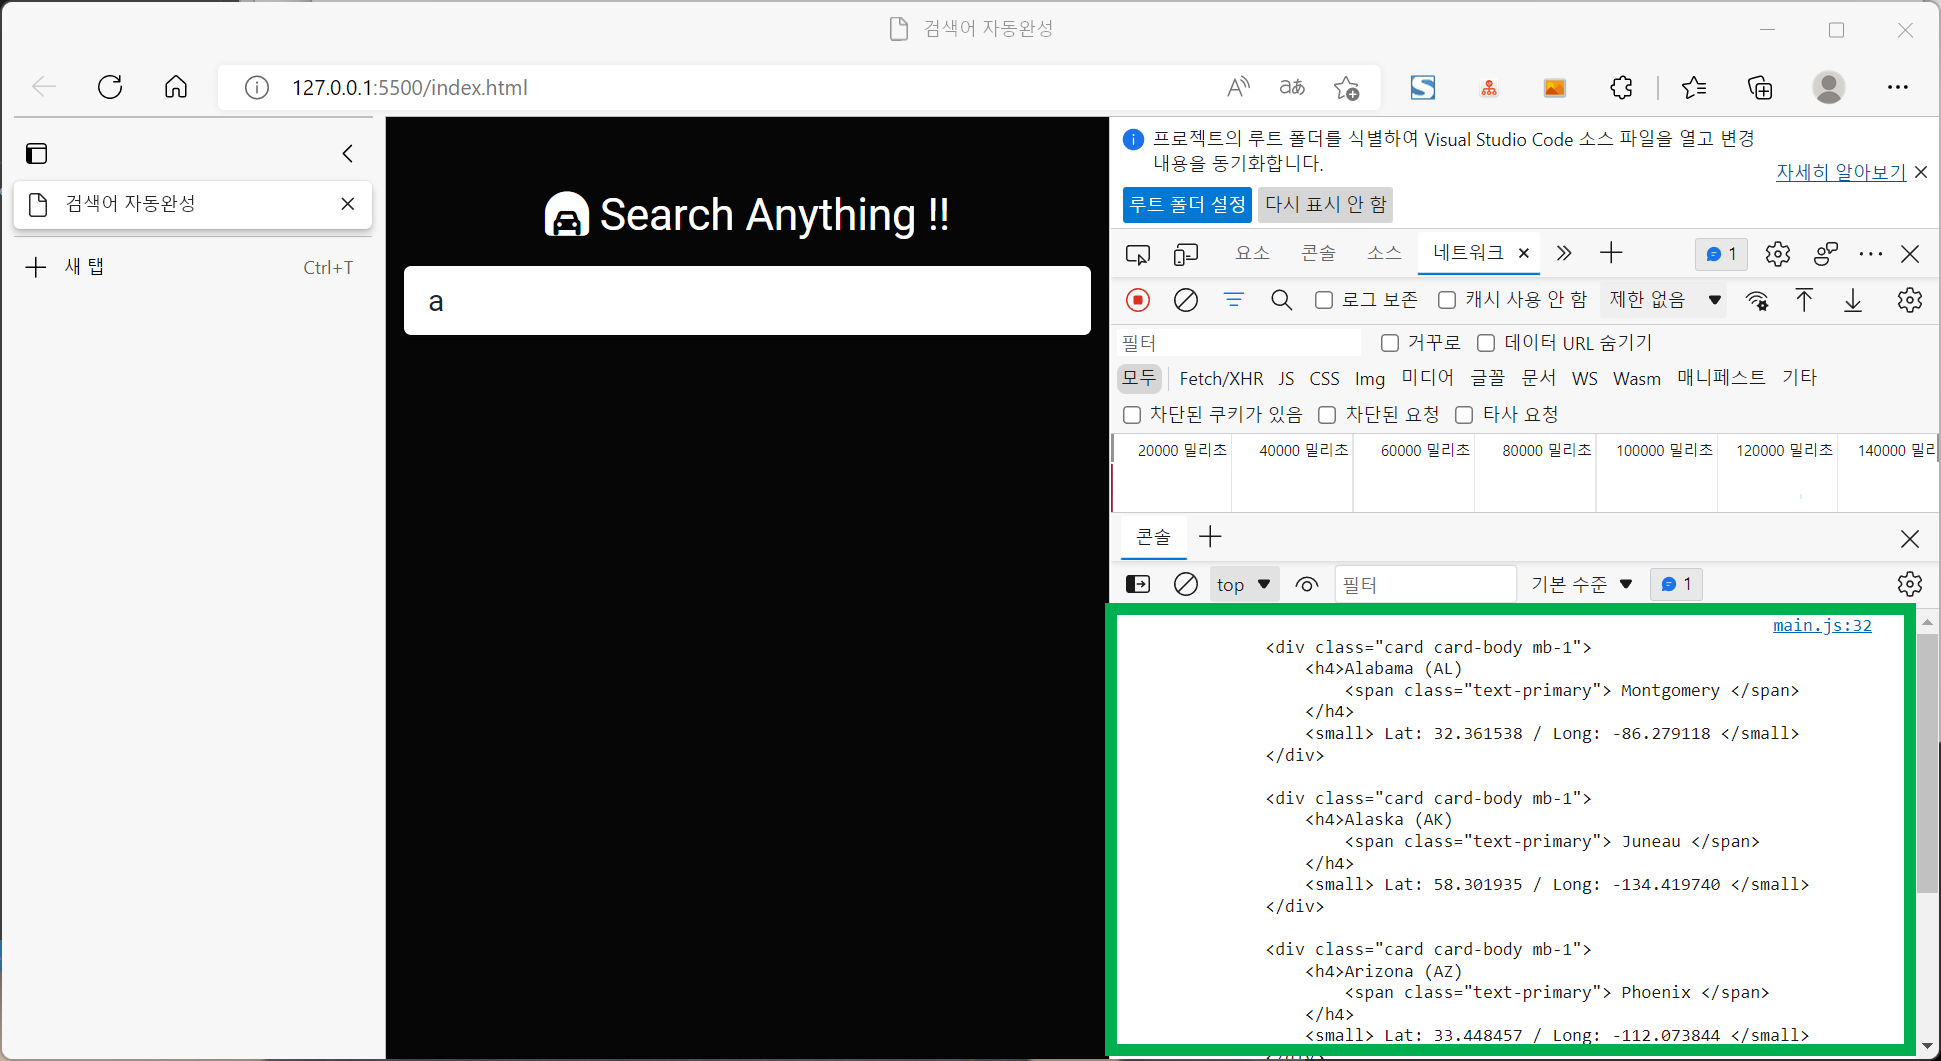 검색어 자동완성
127.0.0.1:5500/index.html
aあ
검색어 자동완성
새 탭 Ctrl+T
Search Anything !!
a
프로젝트의 루트 폴더를 식별하여 Visual Studio Code 소스 파일을 열고 변경
내용을 동기화합니다.
자세히 알아보기
루트 폴더 설정 다시 표시 안 함
요소 콘솔 소스 네트워크 1
로그 보존 캐시 사용 안 함 제한 없음
필터 거꾸로 데이터 URL 숨기기
모두 Fetch/XHR JS CSS Img 미디어 글꼴 문서 WS Wasm 매니페스트 기타
차단된 쿠키가 있음 차단된 요청 타사 요청
20000 밀리초 40000 밀리초 60000 밀리초 80000 밀리초 100000 밀리초 120000 밀리초 140000 밀리
콘솔
top 필터 기본 수준 1
main.js:32
<div class="card card-body mb-1">
<h4>Alabama (AL)
<span class="text-primary"> Montgomery </span>
</h4>
<small> Lat: 32.361538 / Long: -86.279118 </small>
</div>
<div class="card card-body mb-1">
<h4>Alaska (AK)
<span class="text-primary"> Juneau </span>
</h4>
<small> Lat: 58.301935 / Long: -134.419740 </small>
</div>
<div class="card card-body mb-1">
<h4>Arizona (AZ)
<span class="text-primary"> Phoenix </span>
</h4>
<small> Lat: 33.448457 / Long: -112.073844 </small>